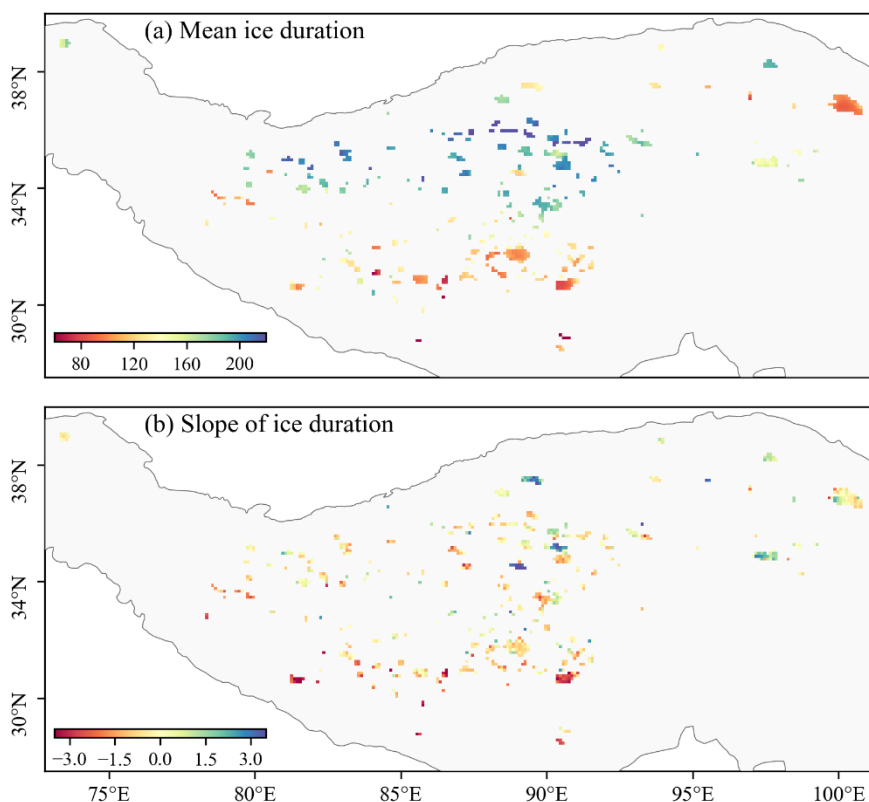 (a) Mean ice duration
38°N
34°N
30°N
80 120 160 200
(b) Slope of ice duration
38°N
34°N
30°N
−3.0 −1.5 0.0 1.5 3.0
75°E 80°E 85°E 90°E 95°E 100°E